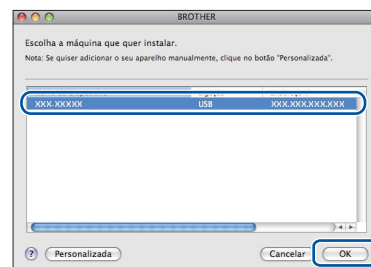 BROTHER
Escolha a máquina que quer instalar.
Nota: Se quiser adicionar o seu aparelho manualmente, clique no botão "Personalizada".
XXX-XXXXX USB XXX.XXX.XXX.XXX
? Personalizada Cancelar OK